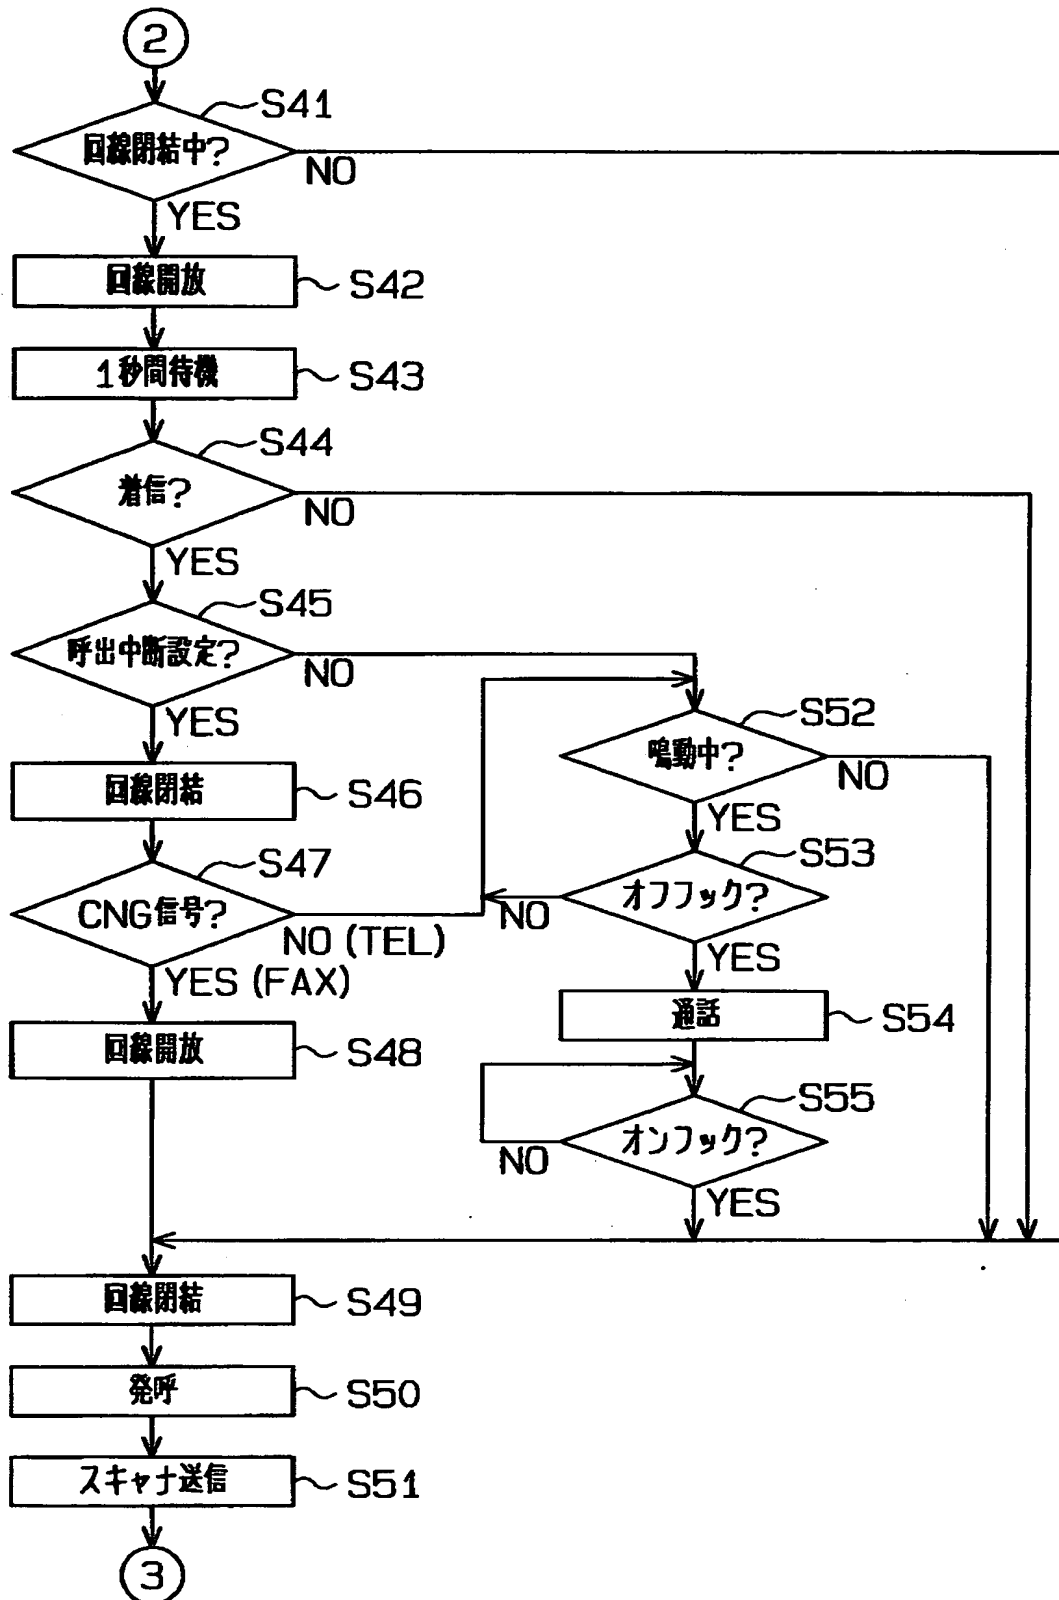 2
S41
回線閉結中?
NO
YES
回線開放
S42
1秒間待機
S43
S44
着信?
NO
YES
S45
呼出中断設定?
NO
YES
S52
鳴動中?
NO
YES
回線閉結
S46
S47
CNG信号?
NO (TEL)
YES (FAX)
S53
オフフック?
NO
YES
通話
S54
回線開放
S48
S55
オンフック?
NO
YES
回線閉結
S49
発呼
S50
スキャナ送信
S51
3